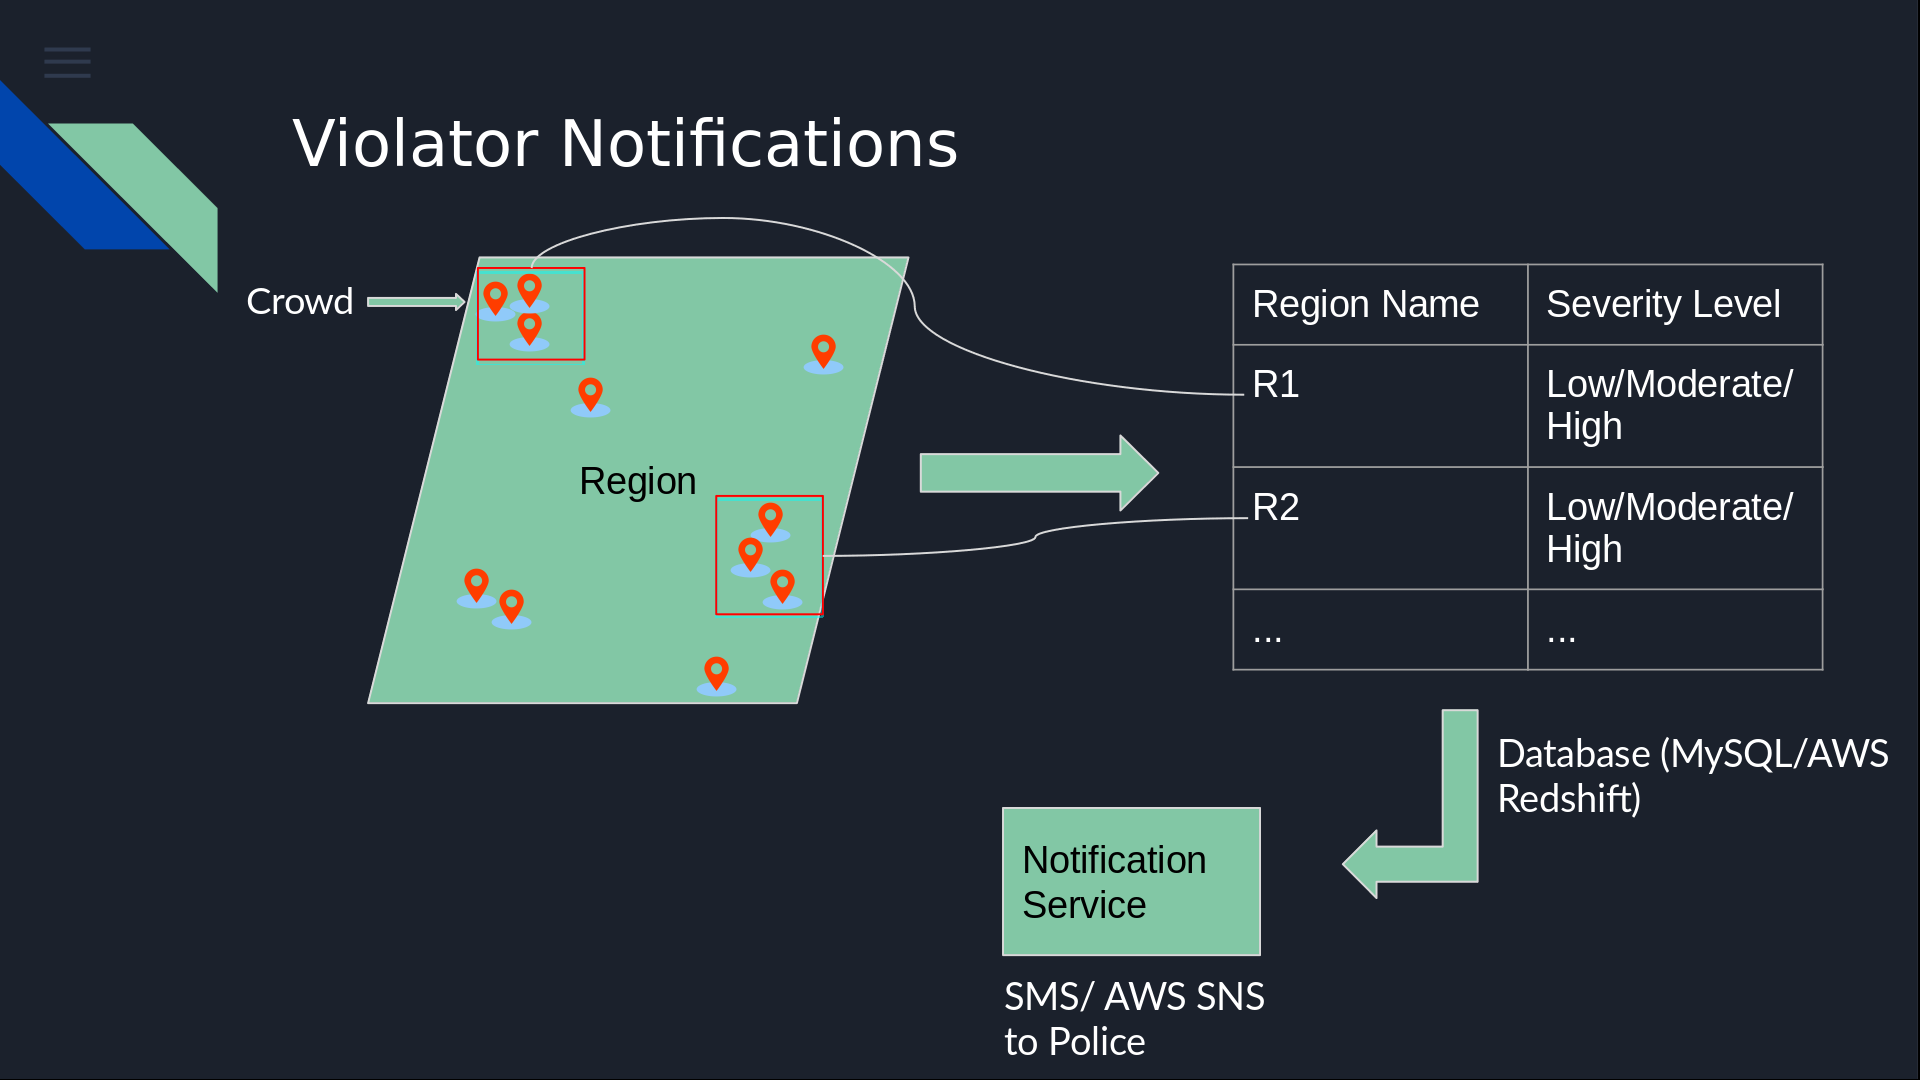 Violator Notifications
Crowd
Region
Region Name
Severity Level
R1
Low/Moderate/
High
R2
Low/Moderate/
High
...
...
Database (MySQL/AWS
Redshift)
Notification
Service
SMS/ AWS SNS
to Police